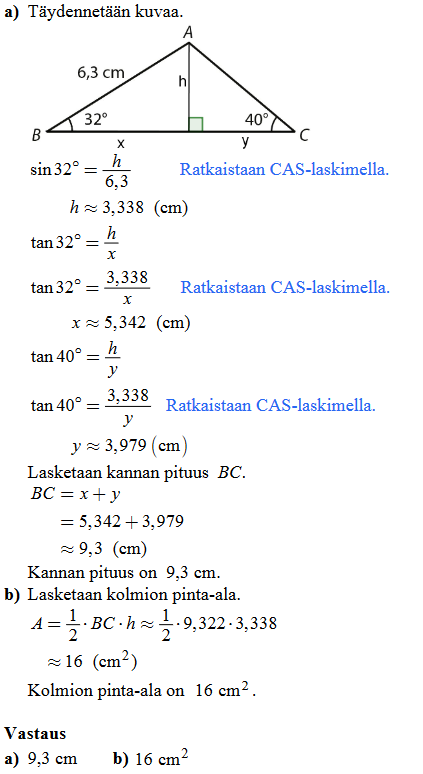 a) Täydennetään kuvaa.
A
6,3 cm
h
32°
40°
B
C
x
y
sin 32° = h/6,3 Ratkaistaan CAS-laskimella.
h ≈ 3,338 (cm)
tan 32° = h/x
tan 32° = 3,338/x Ratkaistaan CAS-laskimella.
x ≈ 5,342 (cm)
tan 40° = h/y
tan 40° = 3,338/y Ratkaistaan CAS-laskimella.
y ≈ 3,979 (cm)
Lasketaan kannan pituus BC.
BC = x + y
= 5,342 + 3,979
≈ 9,3 (cm)
Kannan pituus on 9,3 cm.
b) Lasketaan kolmion pinta-ala.
A = 1/2 · BC · h ≈ 1/2 · 9,322 · 3,338
≈ 16 (cm²)
Kolmion pinta-ala on 16 cm².
Vastaus
a) 9,3 cm b) 16 cm²